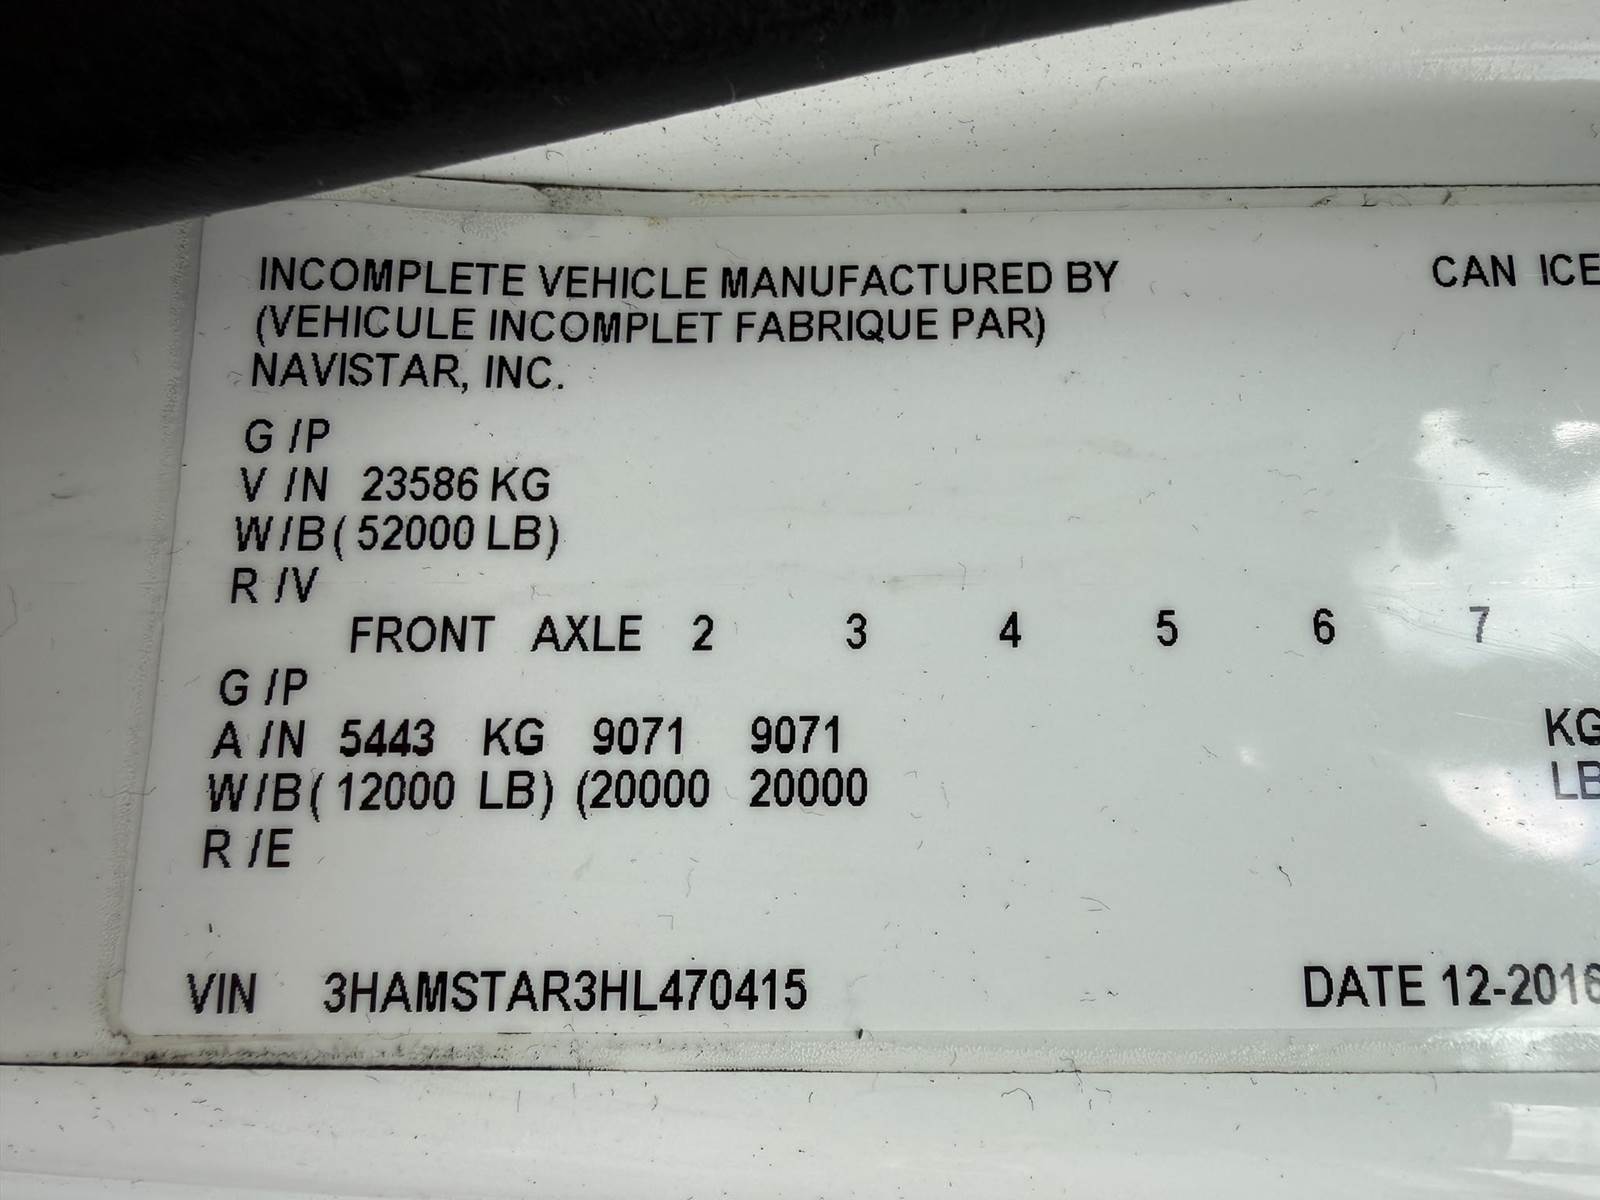 INCOMPLETE VEHICLE MANUFACTURED BY CAN ICE
(VEHICULE INCOMPLET FABRIQUE PAR)
NAVISTAR, INC.
G /P
V /N 23586 KG
W/B( 52000 LB)
R /V
FRONT AXLE 2 3 4 5 6 7
G /P
A /N 5443 KG 9071 9071 KG
W/B( 12000 LB) (20000 20000 LB
R /E
VIN 3HAMSTAR3HL470415 DATE 12-2016